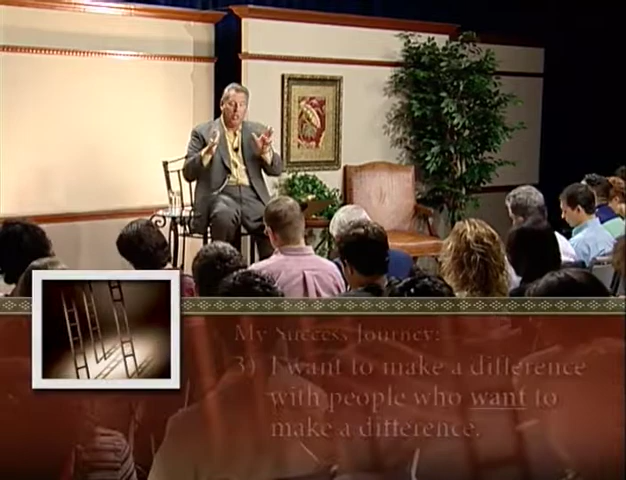 My Success Journey:
3) I want to make a difference
with people who want to
make a difference.